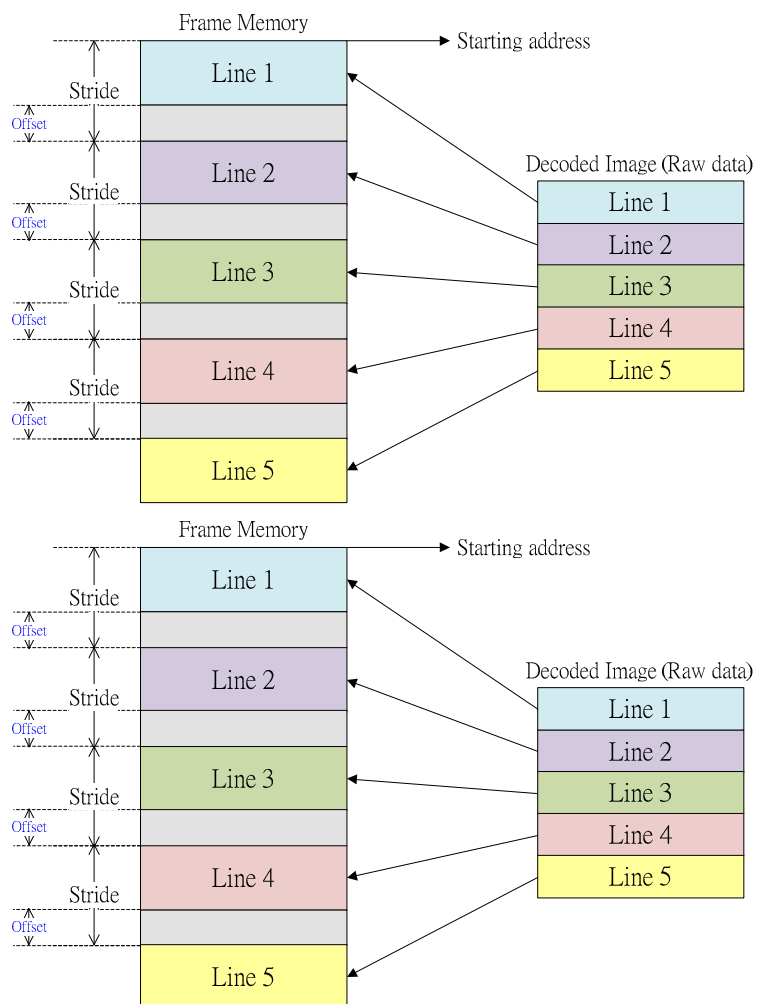 Frame Memory
Starting address
Line 1
Stride
Offset
Line 2
Stride
Offset
Line 3
Stride
Offset
Line 4
Stride
Offset
Line 5
Decoded Image (Raw data)
Line 1
Line 2
Line 3
Line 4
Line 5
Frame Memory
Starting address
Line 1
Stride
Offset
Line 2
Stride
Offset
Line 3
Stride
Offset
Line 4
Stride
Offset
Line 5
Decoded Image (Raw data)
Line 1
Line 2
Line 3
Line 4
Line 5